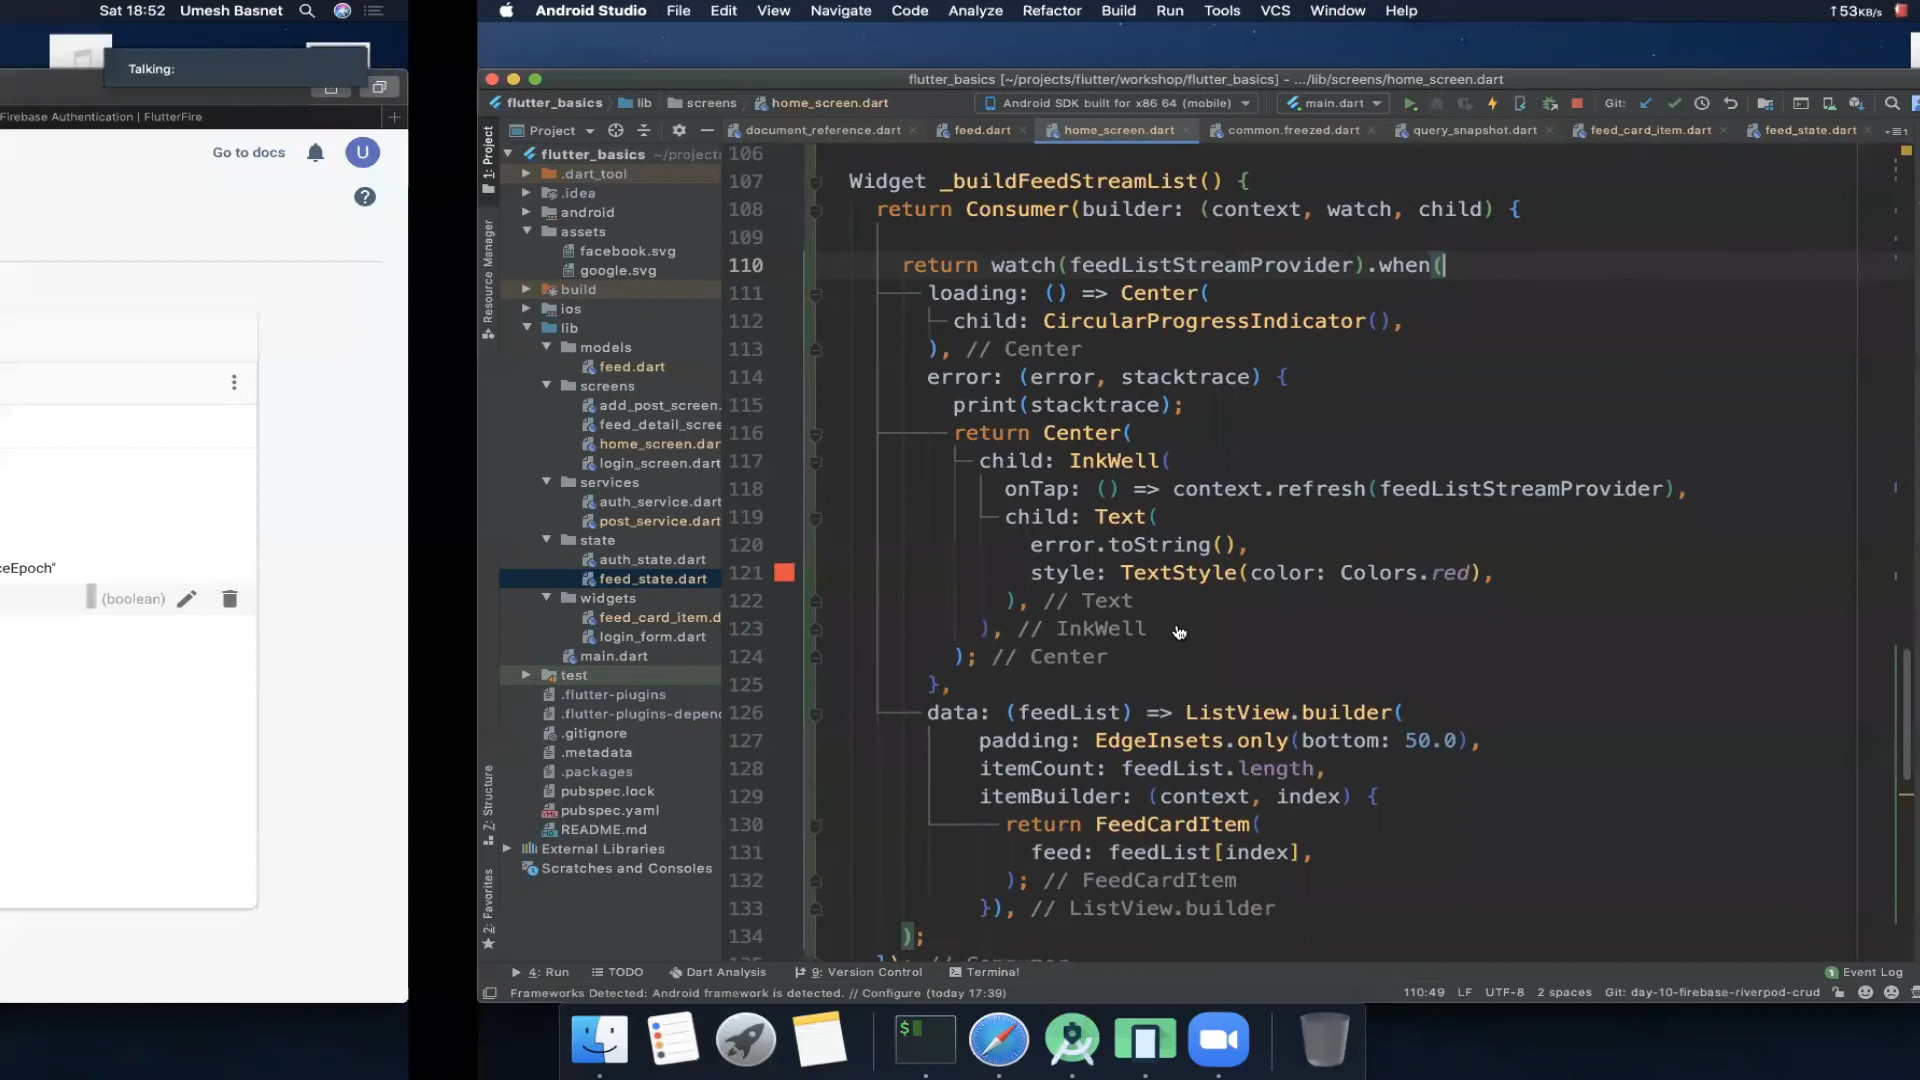 Sat 18:52
Umesh Basnet
Talking:
Firebase Authentication | FlutterFire
Go to docs
U
ceEpoch"
(boolean)
Android Studio File Edit View Navigate Code Analyze Refactor Build Run Tools VCS Window Help
↑53KB/s
flutter_basics [~/projects/flutter/workshop/flutter_basics] - .../lib/screens/home_screen.dart
flutter_basics lib screens home_screen.dart
Android SDK built for x86 64 (mobile)
main.dart
Git:
Project
document_reference.dart
feed.dart
home_screen.dart
common.freezed.dart
query_snapshot.dart
feed_card_item.dart
feed_state.dart
1: Project
Resource Manager
Z: Structure
2: Favorites
flutter_basics ~/projects
.dart_tool
.idea
android
assets
facebook.svg
google.svg
build
ios
lib
models
feed.dart
screens
add_post_screen.
feed_detail_scree
home_screen.dar
login_screen.dart
services
auth_service.dart
post_service.dart
state
auth_state.dart
feed_state.dart
widgets
feed_card_item.d
login_form.dart
main.dart
test
.flutter-plugins
.flutter-plugins-depend
.gitignore
.metadata
.packages
pubspec.lock
pubspec.yaml
README.md
External Libraries
Scratches and Consoles
106
107 Widget _buildFeedStreamList() {
108 return Consumer(builder: (context, watch, child) {
109
110 return watch(feedListStreamProvider).when(
111 loading: () => Center(
112 child: CircularProgressIndicator(),
113 ), // Center
114 error: (error, stacktrace) {
115 print(stacktrace);
116 return Center(
117 child: InkWell(
118 onTap: () => context.refresh(feedListStreamProvider),
119 child: Text(
120 error.toString(),
121 style: TextStyle(color: Colors.red),
122 ), // Text
123 ), // InkWell
124 ); // Center
125 },
126 data: (feedList) => ListView.builder(
127 padding: EdgeInsets.only(bottom: 50.0),
128 itemCount: feedList.length,
129 itemBuilder: (context, index) {
130 return FeedCardItem(
131 feed: feedList[index],
132 ); // FeedCardItem
133 }), // ListView.builder
134 );
4: Run TODO Dart Analysis 9: Version Control Terminal
1 Event Log
Frameworks Detected: Android framework is detected. // Configure (today 17:39)
110:49 LF UTF-8 2 spaces Git: day-10-firebase-riverpod-crud